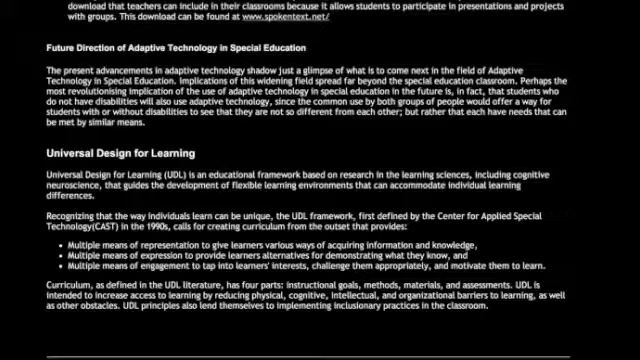 download that teachers can include in their classrooms because it allows students to participate in presentations and projects
with groups. This download can be found at www.spokentext.net/
Future Direction of Adaptive Technology in Special Education
The present advancements in adaptive technology shadow just a glimpse of what is to come next in the field of Adaptive
Technology in Special Education. Implications of this widening field spread far beyond the special education classroom. Perhaps the
most revolutionising implication of the use of adaptive technology in special education in the future is, in fact, that students who
do not have disabilities will also use adaptive technology, since the common use by both groups of people would offer a way for
students with or without disabilities to see that they are not so different from each other; but rather that each have needs that can
be met by similar means.
Universal Design for Learning
Universal Design for Learning (UDL) is an educational framework based on research in the learning sciences, including cognitive
neuroscience, that guides the development of flexible learning environments that can accommodate individual learning
differences.
Recognizing that the way individuals learn can be unique, the UDL framework, first defined by the Center for Applied Special
Technology(CAST) in the 1990s, calls for creating curriculum from the outset that provides:
• Multiple means of representation to give learners various ways of acquiring information and knowledge,
• Multiple means of expression to provide learners alternatives for demonstrating what they know, and
• Multiple means of engagement to tap into learners' interests, challenge them appropriately, and motivate them to learn.
Curriculum, as defined in the UDL literature, has four parts: instructional goals, methods, materials, and assessments. UDL is
intended to increase access to learning by reducing physical, cognitive, intellectual, and organizational barriers to learning, as well
as other obstacles. UDL principles also lend themselves to implementing inclusionary practices in the classroom.